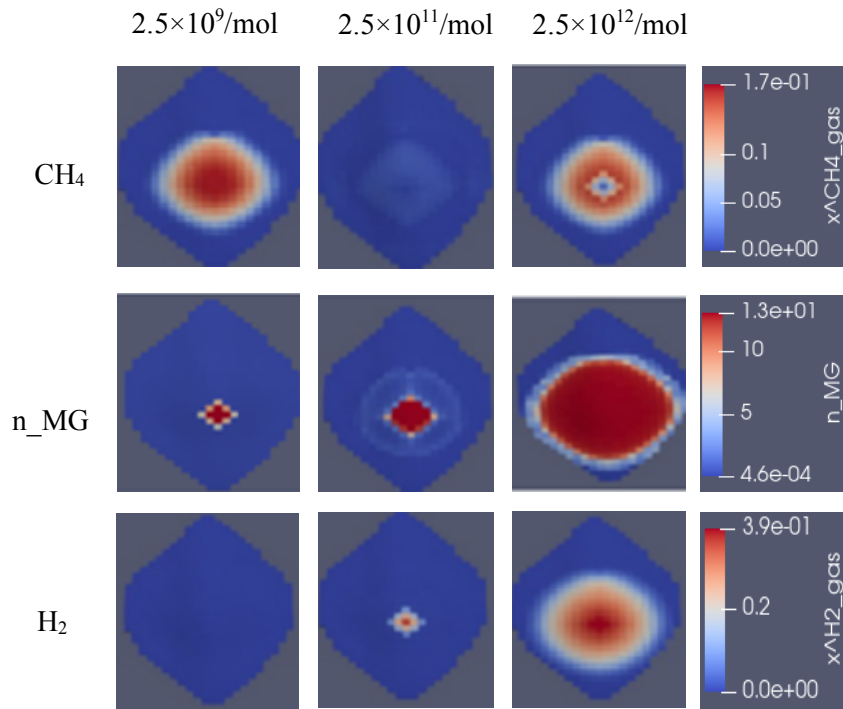 2.5×10⁹/mol 2.5×10¹¹/mol 2.5×10¹²/mol
CH₄
1.7e-01
0.1
0.05
0.0e+00
x^CH4_gas
n_MG
1.3e+01
10
5
4.6e-04
n_MG
H₂
3.9e-01
0.2
0.0e+00
x^H2_gas